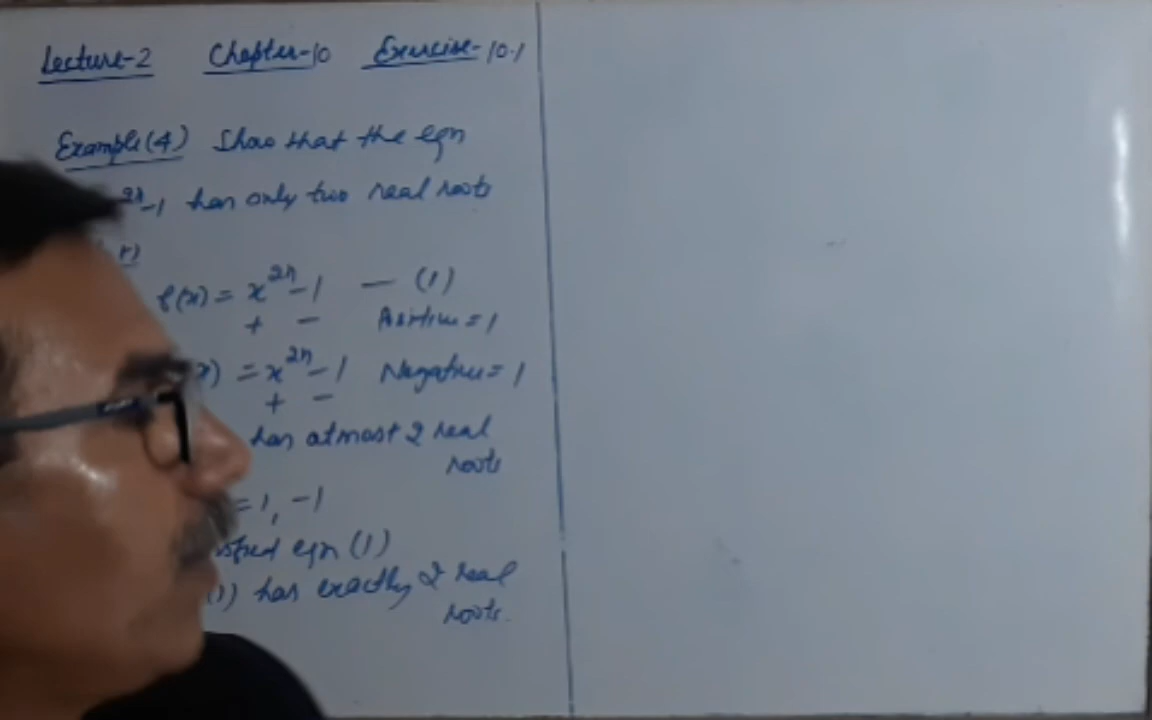 Lecture-2 Chapter-10 Exercise-10.1
Example(4) Show that the eqn
-1 has only two real roots
f(x) = x^2n - 1 — (1)
+ - Positive = 1
x) = x^2n - 1 Negative = 1
+ -
has atmost 2 real
roots
= 1, -1
eqn (1)
(1) has exactly 2 real
roots.